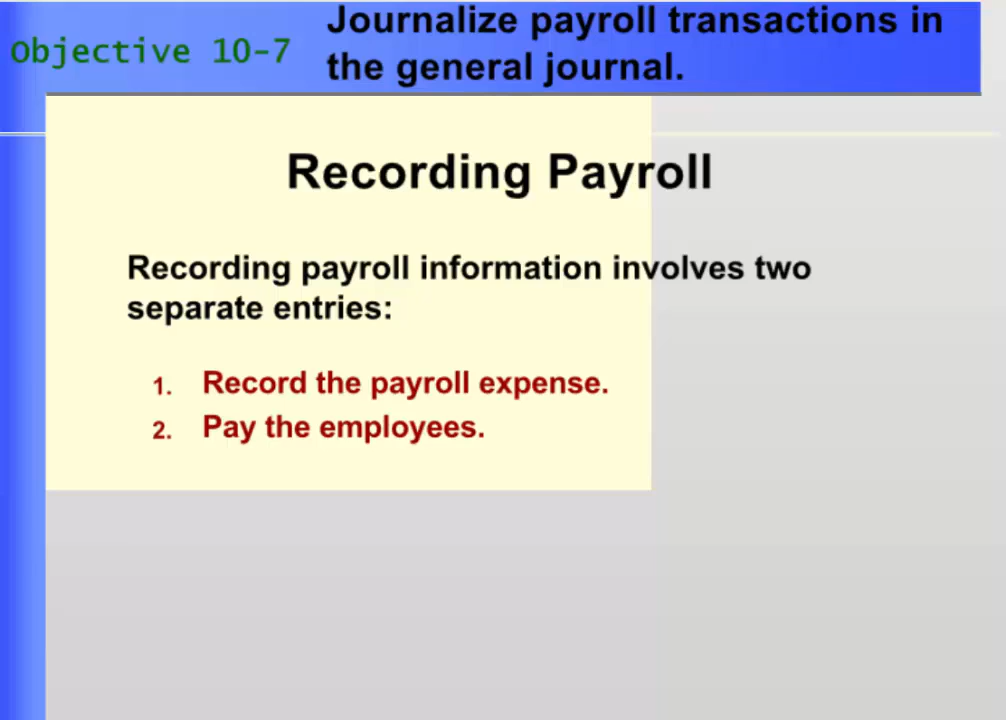 Objective 10-7
Journalize payroll transactions in
the general journal.
Recording Payroll
Recording payroll information involves two
separate entries:
1. Record the payroll expense.
2. Pay the employees.